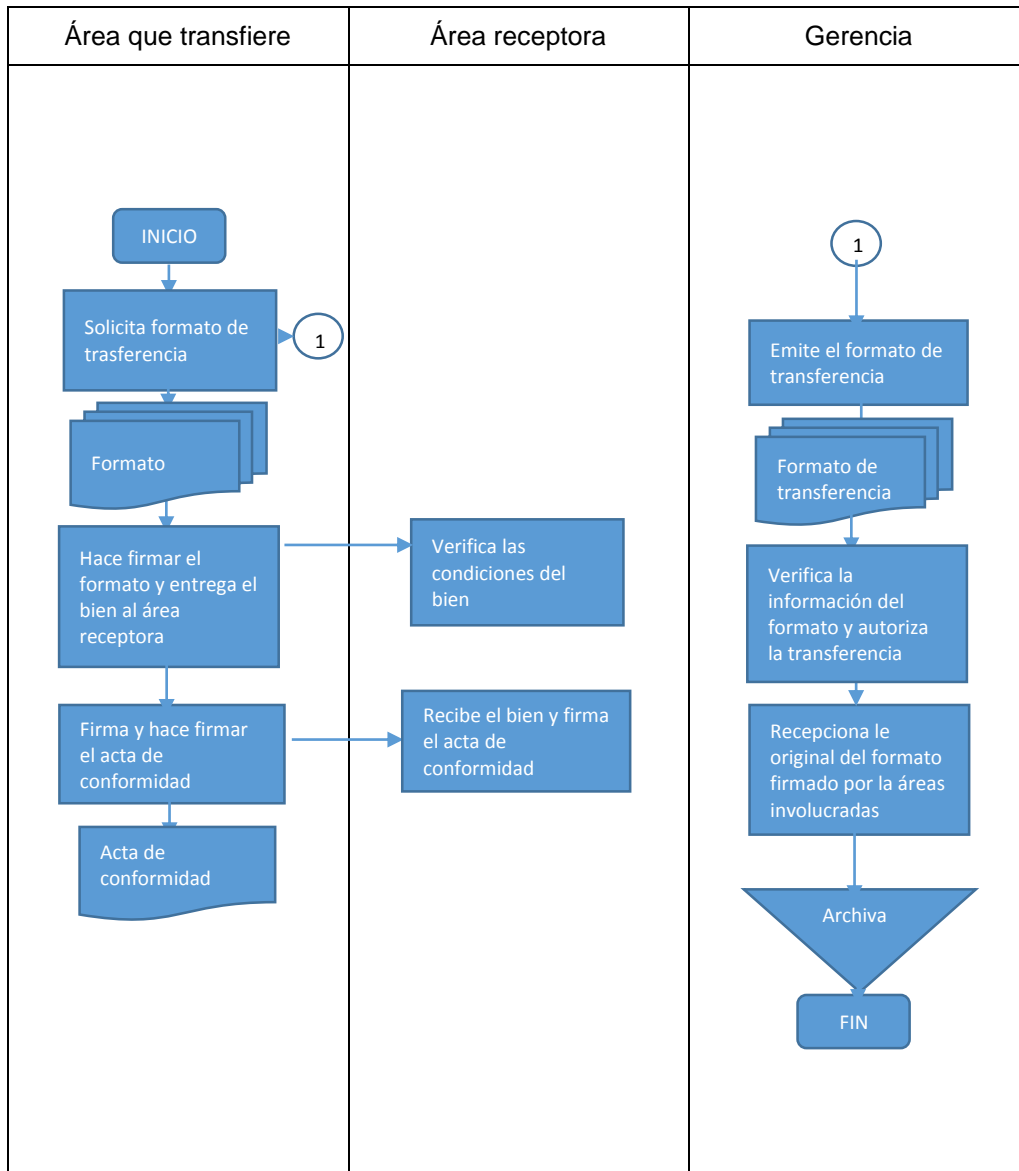 Área que transfiere
Área receptora
Gerencia
INICIO
Solicita formato de
trasferencia
1
Formato
Hace firmar el
formato y entrega el
bien al área
receptora
Firma y hace firmar
el acta de
conformidad
Acta de
conformidad
Verifica las
condiciones del
bien
Recibe el bien y firma
el acta de
conformidad
1
Emite el formato de
transferencia
Formato de
transferencia
Verifica la
información del
formato y autoriza
la transferencia
Recepciona le
original del formato
firmado por la áreas
involucradas
Archiva
FIN